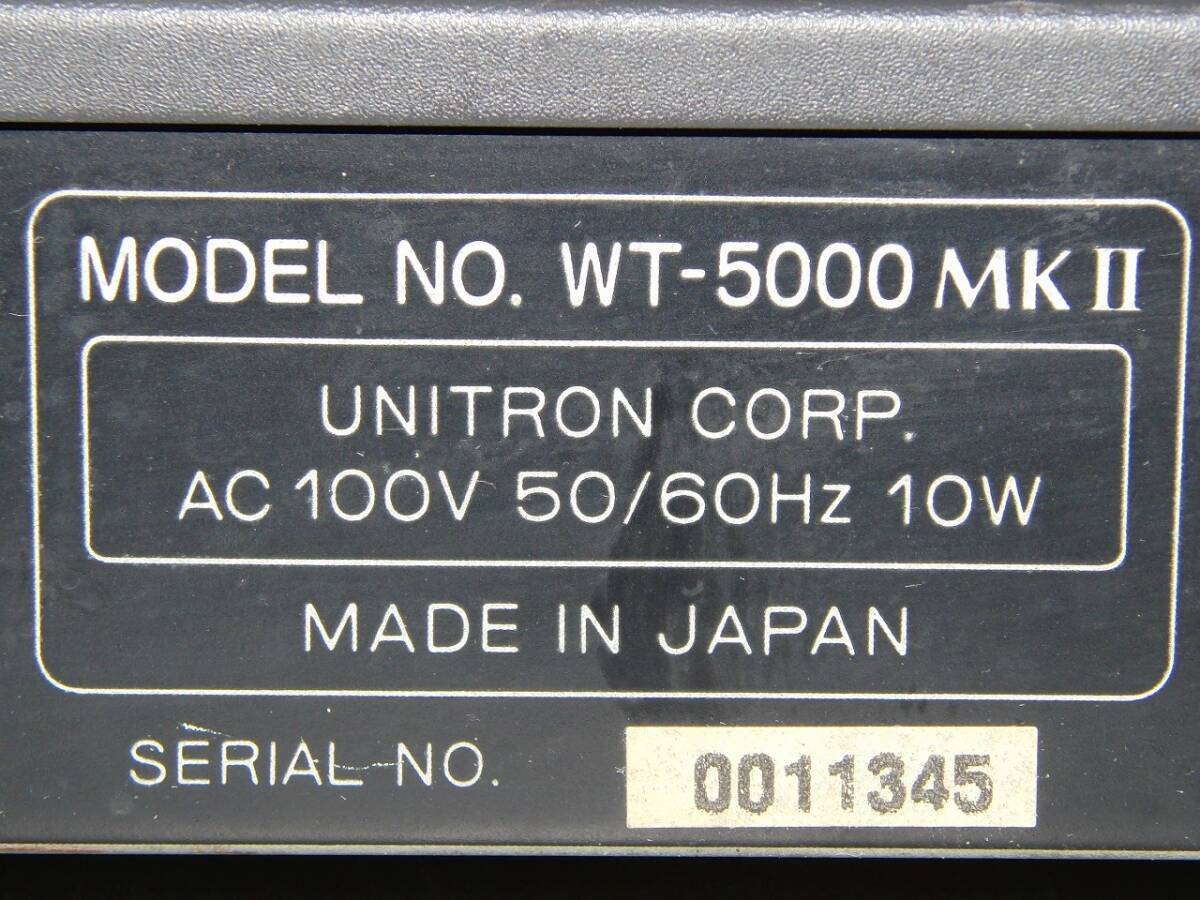 MODEL NO. WT-5000 MK II
UNITRON CORP.
AC 100V 50/60Hz 10W
MADE IN JAPAN
SERIAL NO. 0011345